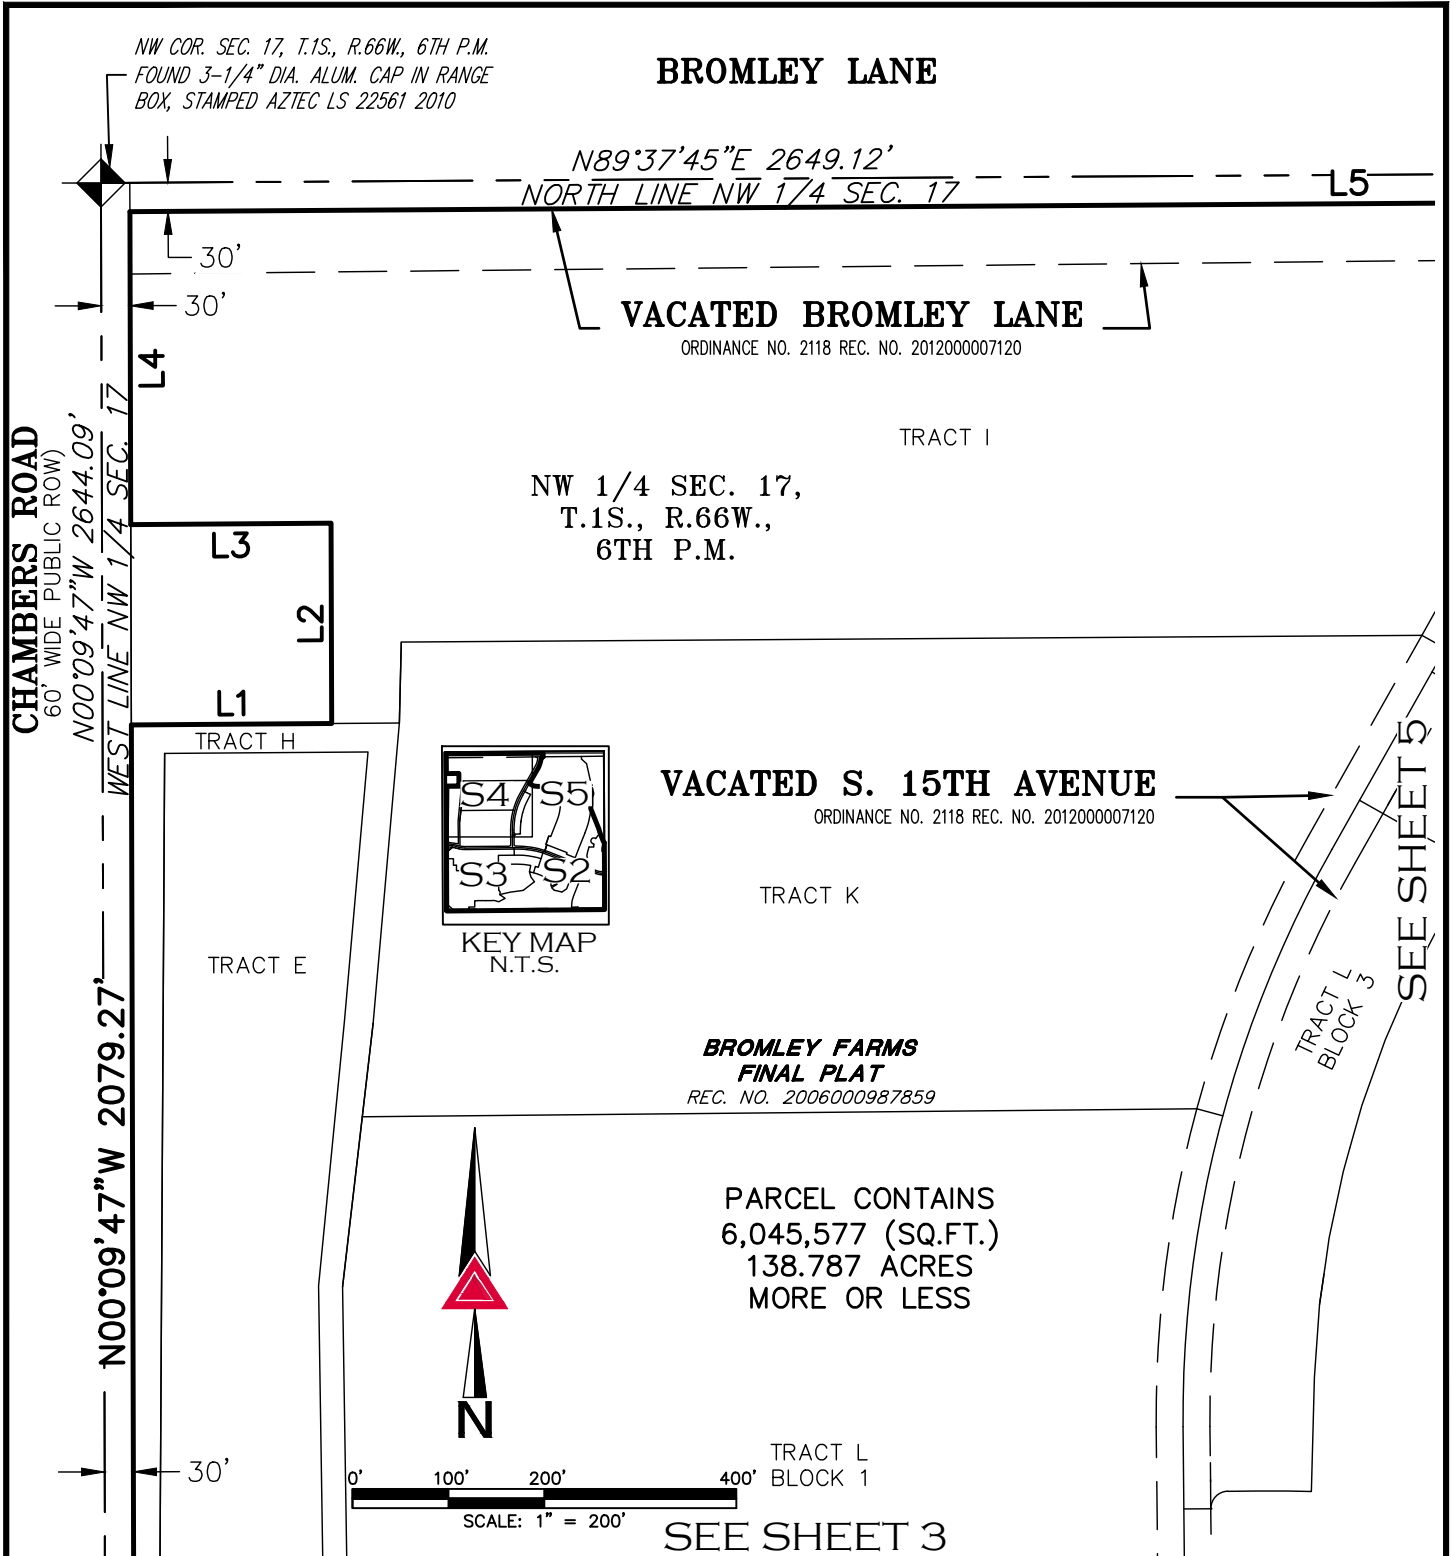 NW COR. SEC. 17, T.1S., R.66W., 6TH P.M.
FOUND 3-1/4" DIA. ALUM. CAP IN RANGE
BOX, STAMPED AZTEC LS 22561 2010
BROMLEY LANE
N89°37'45"E 2649.12'
NORTH LINE NW 1/4 SEC. 17
L5
30'
30'
VACATED BROMLEY LANE
ORDINANCE NO. 2118 REC. NO. 2012000007120
L4
TRACT I
CHAMBERS ROAD
60' WIDE PUBLIC ROW)
N00°09'47"W 2644.09'
WEST LINE NW 1/4 SEC. 17
NW 1/4 SEC. 17,
T.1S., R.66W.,
6TH P.M.
L3
L2
L1
TRACT H
S4
S5
S3
S2
KEY MAP
N.T.S.
VACATED S. 15TH AVENUE
ORDINANCE NO. 2118 REC. NO. 2012000007120
SEE SHEET 5
TRACT K
TRACT E
TRACT L
BLOCK 3
N00°09'47"W 2079.27'
BROMLEY FARMS
FINAL PLAT
REC. NO. 2006000987859
PARCEL CONTAINS
6,045,577 (SQ.FT.)
138.787 ACRES
MORE OR LESS
N
30'
0' 100' 200' 400'
SCALE: 1" = 200'
TRACT L
BLOCK 1
SEE SHEET 3